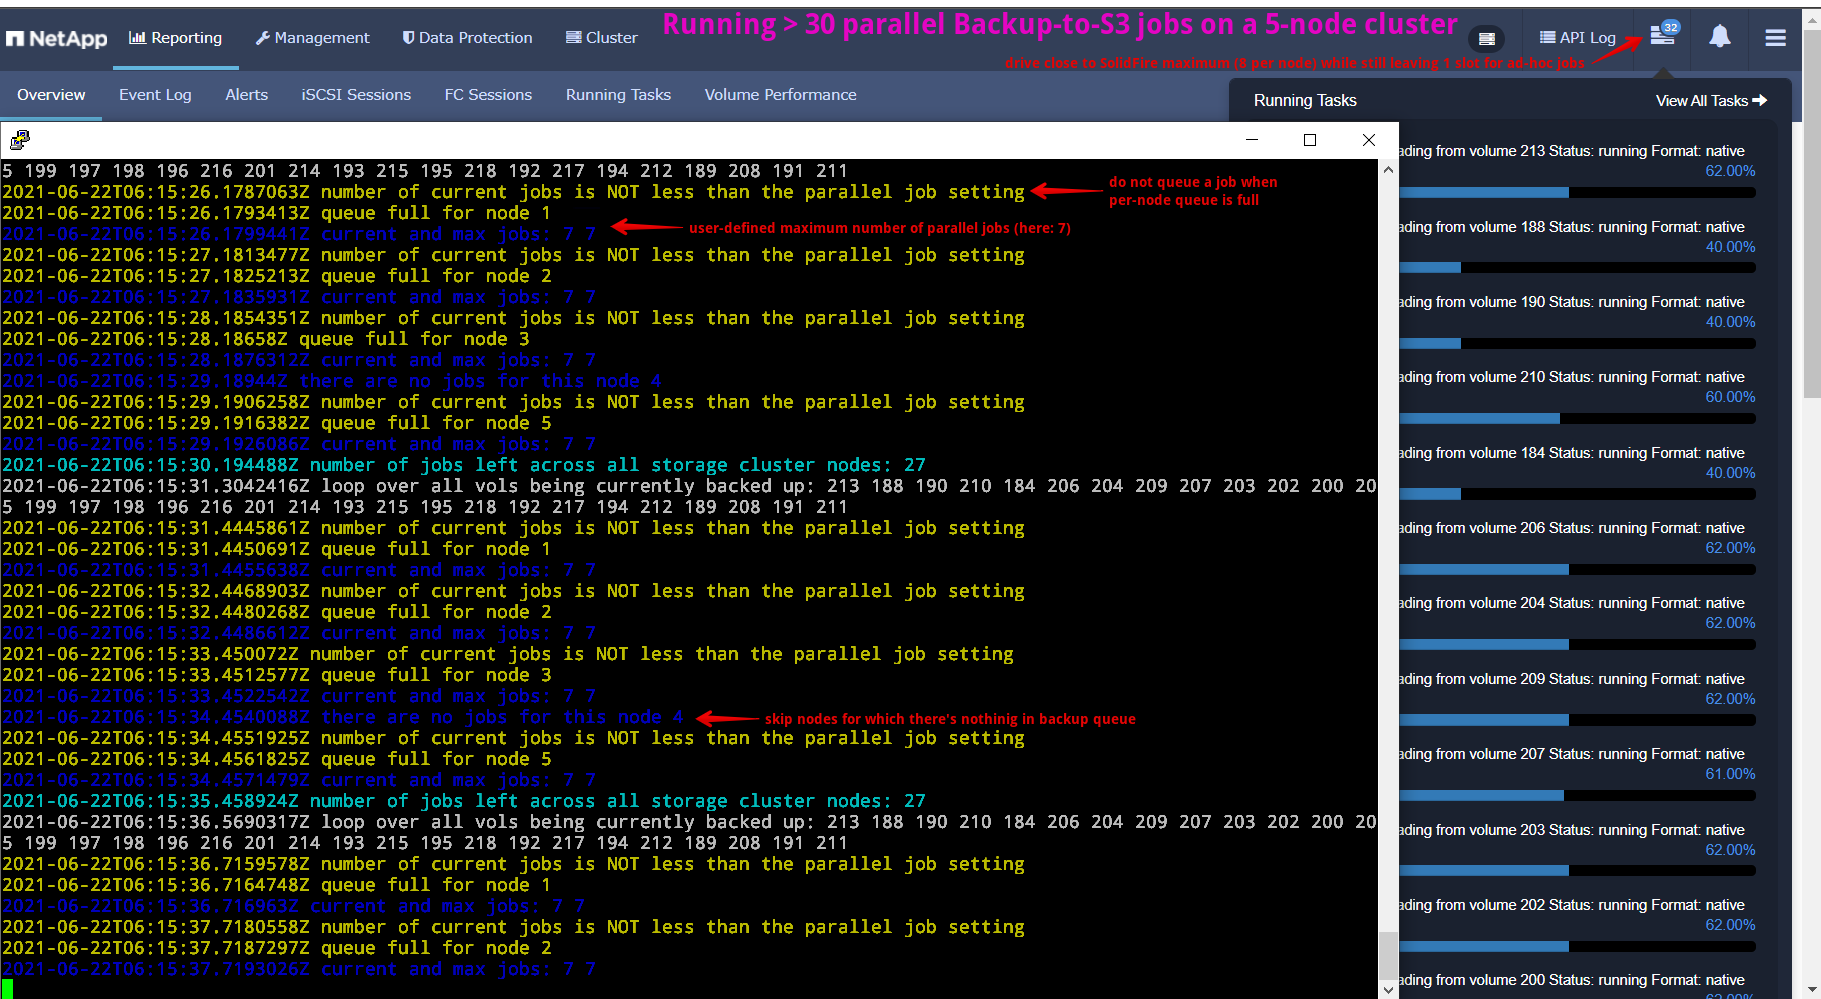 Running > 30 parallel Backup-to-S3 jobs on a 5-node cluster
NetApp
Reporting
Management
Data Protection
Cluster
API Log
32
drive close to SolidFire maximum (8 per node) while still leaving 1 slot for ad-hoc jobs
Overview
Event Log
Alerts
iSCSI Sessions
FC Sessions
Running Tasks
Volume Performance
Running Tasks
View All Tasks
5 199 197 198 196 216 201 214 193 215 195 218 192 217 194 212 189 208 191 211
2021-06-22T06:15:26.1787063Z number of current jobs is NOT less than the parallel job setting
do not queue a job when
per-node queue is full
2021-06-22T06:15:26.1793413Z queue full for node 1
2021-06-22T06:15:26.1799441Z current and max jobs: 7 7
user-defined maximum number of parallel jobs (here: 7)
2021-06-22T06:15:27.1813477Z number of current jobs is NOT less than the parallel job setting
2021-06-22T06:15:27.1825213Z queue full for node 2
2021-06-22T06:15:27.1835931Z current and max jobs: 7 7
2021-06-22T06:15:28.1854351Z number of current jobs is NOT less than the parallel job setting
2021-06-22T06:15:28.18658Z queue full for node 3
2021-06-22T06:15:28.1876312Z current and max jobs: 7 7
2021-06-22T06:15:29.18944Z there are no jobs for this node 4
2021-06-22T06:15:29.1906258Z number of current jobs is NOT less than the parallel job setting
2021-06-22T06:15:29.1916382Z queue full for node 5
2021-06-22T06:15:29.1926086Z current and max jobs: 7 7
2021-06-22T06:15:30.194488Z number of jobs left across all storage cluster nodes: 27
2021-06-22T06:15:31.3042416Z loop over all vols being currently backed up: 213 188 190 210 184 206 204 209 207 203 202 200 20
5 199 197 198 196 216 201 214 193 215 195 218 192 217 194 212 189 208 191 211
2021-06-22T06:15:31.4445861Z number of current jobs is NOT less than the parallel job setting
2021-06-22T06:15:31.4450691Z queue full for node 1
2021-06-22T06:15:31.4455638Z current and max jobs: 7 7
2021-06-22T06:15:32.4468903Z number of current jobs is NOT less than the parallel job setting
2021-06-22T06:15:32.4480268Z queue full for node 2
2021-06-22T06:15:32.4486612Z current and max jobs: 7 7
2021-06-22T06:15:33.450072Z number of current jobs is NOT less than the parallel job setting
2021-06-22T06:15:33.4512577Z queue full for node 3
2021-06-22T06:15:33.4522542Z current and max jobs: 7 7
2021-06-22T06:15:34.4540088Z there are no jobs for this node 4
skip nodes for which there's nothinig in backup queue
2021-06-22T06:15:34.4551925Z number of current jobs is NOT less than the parallel job setting
2021-06-22T06:15:34.4561825Z queue full for node 5
2021-06-22T06:15:34.4571479Z current and max jobs: 7 7
2021-06-22T06:15:35.458924Z number of jobs left across all storage cluster nodes: 27
2021-06-22T06:15:36.5690317Z loop over all vols being currently backed up: 213 188 190 210 184 206 204 209 207 203 202 200 20
5 199 197 198 196 216 201 214 193 215 195 218 192 217 194 212 189 208 191 211
2021-06-22T06:15:36.7159578Z number of current jobs is NOT less than the parallel job setting
2021-06-22T06:15:36.7164748Z queue full for node 1
2021-06-22T06:15:36.716963Z current and max jobs: 7 7
2021-06-22T06:15:37.7180558Z number of current jobs is NOT less than the parallel job setting
2021-06-22T06:15:37.7187297Z queue full for node 2
2021-06-22T06:15:37.7193026Z current and max jobs: 7 7
ading from volume 213 Status: running Format: native
62.00%
ading from volume 188 Status: running Format: native
40.00%
ading from volume 190 Status: running Format: native
40.00%
ading from volume 210 Status: running Format: native
60.00%
ading from volume 184 Status: running Format: native
40.00%
ading from volume 206 Status: running Format: native
62.00%
ading from volume 204 Status: running Format: native
62.00%
ading from volume 209 Status: running Format: native
62.00%
ading from volume 207 Status: running Format: native
61.00%
ading from volume 203 Status: running Format: native
62.00%
ading from volume 202 Status: running Format: native
62.00%
ading from volume 200 Status: running Format: native
62.00%